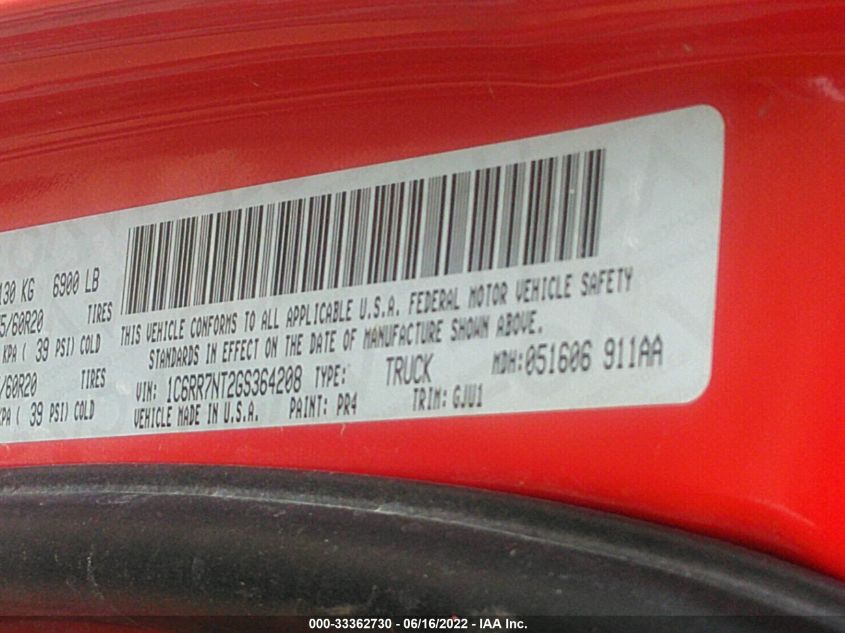 130 KG 6900 LB
5/60R20 TIRES
KPA ( 39 PSI) COLD
/60R20 TIRES
KPA ( 39 PSI) COLD
THIS VEHICLE CONFORMS TO ALL APPLICABLE U.S.A. FEDERAL MOTOR VEHICLE SAFETY
STANDARDS IN EFFECT ON THE DATE OF MANUFACTURE SHOWN ABOVE.
VIN: 1C6RR7NT2GS364208 TYPE: TRUCK MDH:051606 911AA
VEHICLE MADE IN U.S.A. PAINT: PR4 TRIM: GJU1
000-33362730 - 06/16/2022 - IAA Inc.